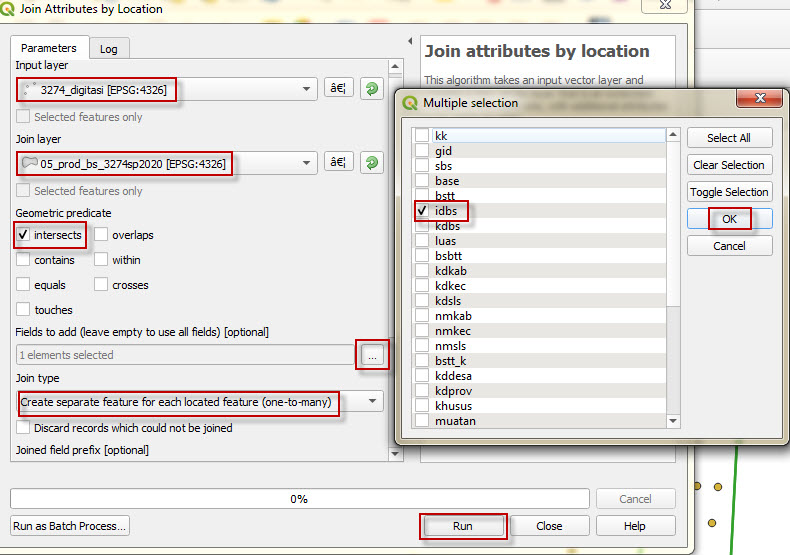 Join Attributes by Location
Parameters
Log
Input layer
3274_digitasi [EPSG:4326]
â€¦
Selected features only
Join layer
05_prod_bs_3274sp2020 [EPSG:4326]
â€¦
Selected features only
Geometric predicate
intersects
overlaps
contains
within
equals
crosses
touches
Fields to add (leave empty to use all fields) [optional]
1 elements selected
...
Join type
Create separate feature for each located feature (one-to-many)
Discard records which could not be joined
Joined field prefix [optional]
0%
Cancel
Run as Batch Process...
Run
Close
Help
Join attributes by location
This algorithm takes an input vector layer and
Multiple selection
kk
gid
sbs
base
bstt
idbs
kdbs
luas
bsbtt
kdkab
kdkec
kdsls
nmkab
nmkec
nmsls
bstt_k
kddesa
kdprov
khusus
muatan
Select All
Clear Selection
Toggle Selection
OK
Cancel